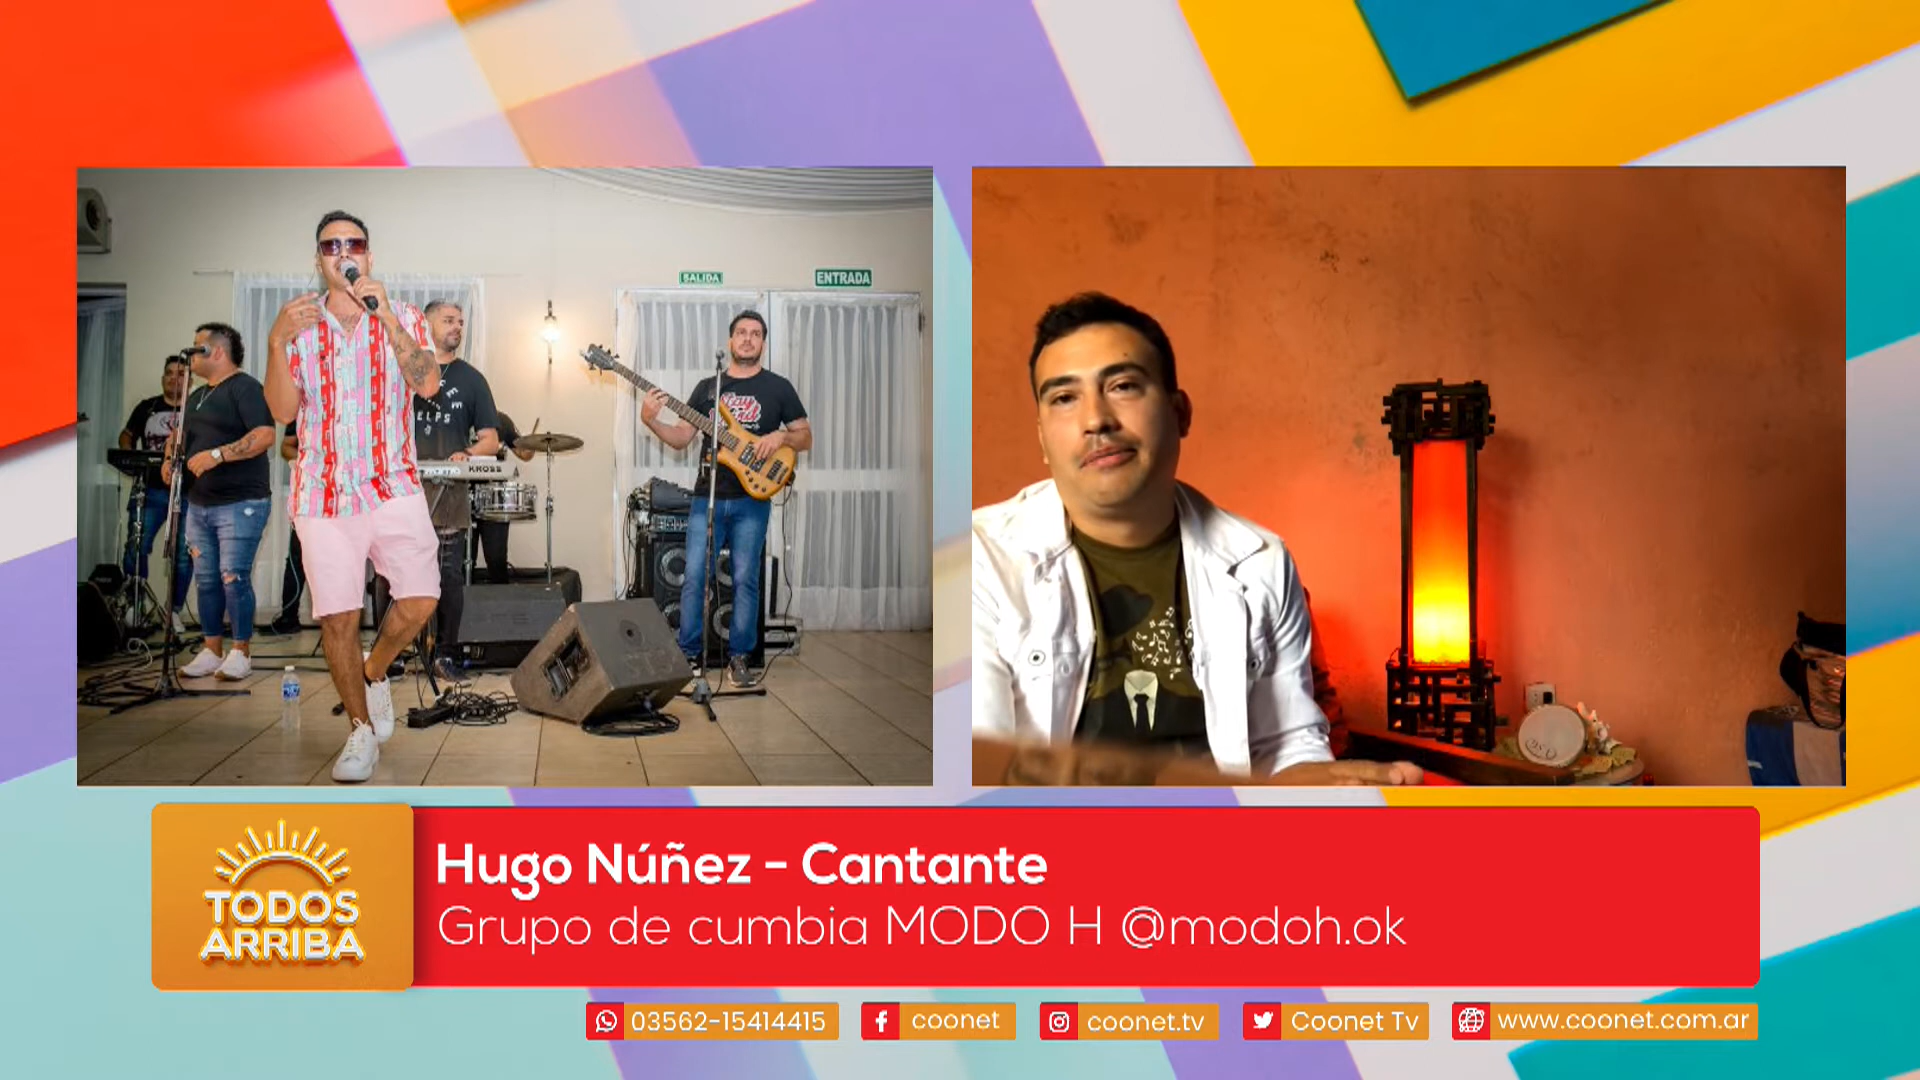 SALIDA
ENTRADA
KROSS
TODOS
ARRIBA
Hugo Núñez - Cantante
Grupo de cumbia MODO H @modoh.ok
03562-15414415
coonet
coonet.tv
Coonet Tv
www.coonet.com.ar